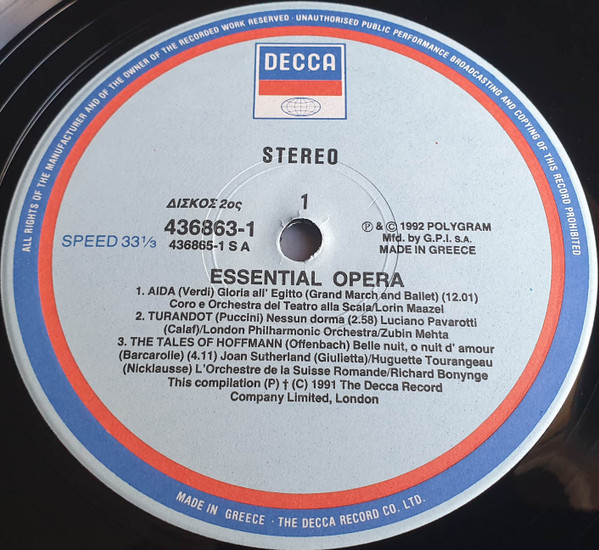 ALL RIGHTS OF THE MANUFACTURER AND OF THE OWNER OF THE RECORDED WORK RESERVED · UNAUTHORISED PUBLIC PERFORMANCE BROADCASTING AND COPYING OF THIS RECORD PROHIBITED
DECCA
STEREO
ΔΙΣΚΟΣ 2ος
1
436863-1
436865-1 S A
SPEED 33⅓
Ⓟ & © 1992 POLYGRAM
Mfd. by G.P.I. S.A.
MADE IN GREECE
ESSENTIAL OPERA
1. AIDA (Verdi) Gloria all' Egitto (Grand March and Ballet) (12.01)
Coro e Orchestra del Teatro alla Scala/Lorin Maazel
2. TURANDOT (Puccini) Nessun dorma (2.58) Luciano Pavarotti
(Calaf)/London Philharmonic Orchestra/Zubin Mehta
3. THE TALES OF HOFFMANN (Offenbach) Belle nuit, o nuit d' amour
(Barcarolie) (4.11) Joan Sutherland (Giulietta)/Huguette Tourangeau
(Nicklausse) L'Orchestre de la Suisse Romande/Richard Bonynge
This compilation (P) † (C) 1991 The Decca Record
Company Limited, London
MADE IN GREECE · THE DECCA RECORD CO. LTD.